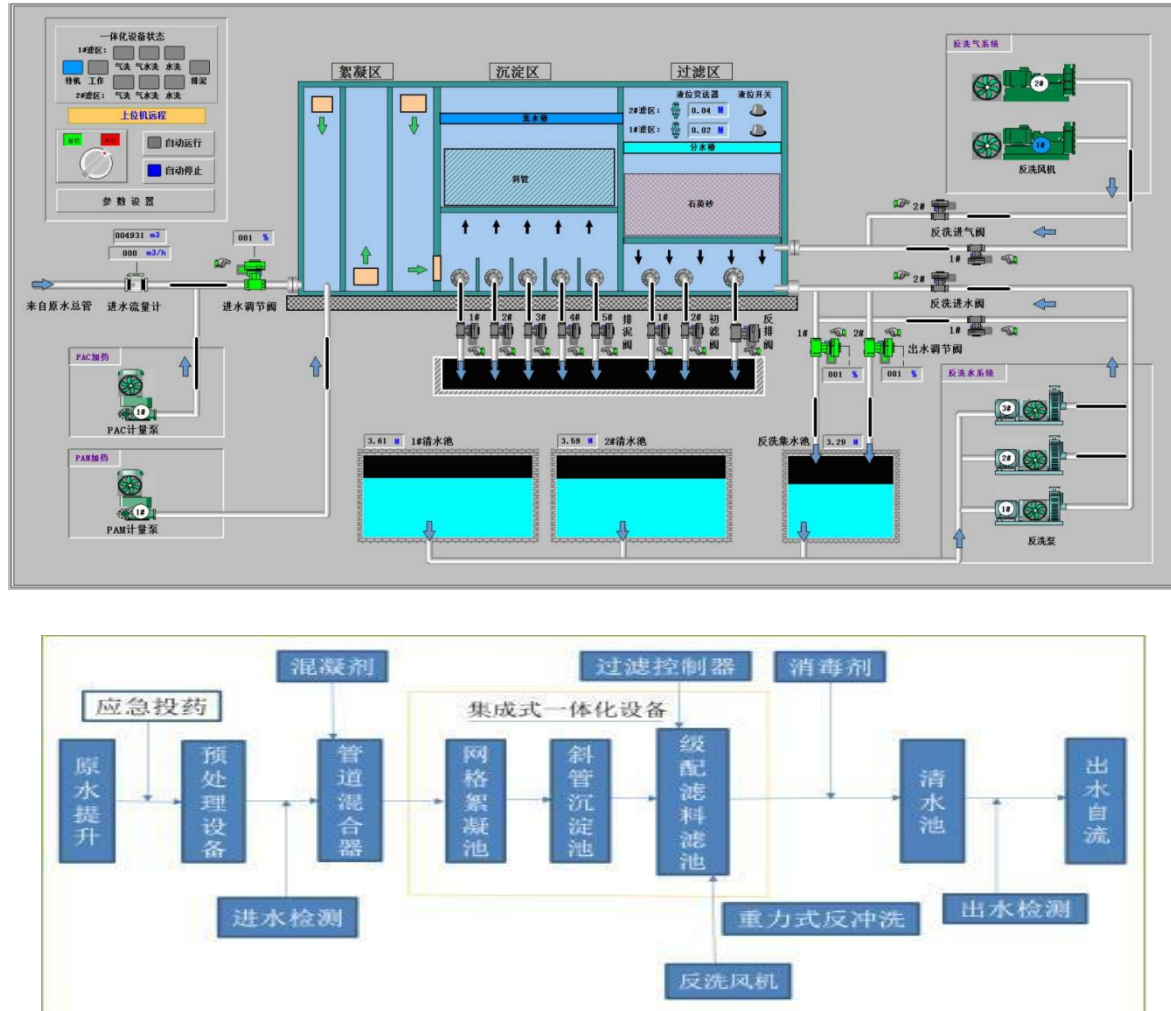 一体化设备状态
1#滤区：
气洗 气水洗 水洗
待机 工作 排泥
2#滤区： 气洗 气水洗 水洗
上位机远程
自动运行
自动停止
参数设置
絮凝区
沉淀区
过滤区
液位变送器 液位开关
2#滤区： 0.04 M
1#滤区： 0.02 M
集水槽
分水槽
斜管
石英砂
反洗气系统
2#
1#
反洗风机
2#
反洗进气阀
1#
2#
反洗进水阀
1#
004931 m3
000 m3/h
001 %
来自原水总管
进水流量计
进水调节阀
1# 2# 3# 4# 5# 排泥阀
1# 2# 初滤阀
反排阀
1# 2#
出水调节阀
001 % 001 %
PAC加药
1#
PAC计量泵
PAM加药
1#
PAM计量泵
3.61 M 1#清水池
3.59 M 2#清水池
反洗集水池 3.29 M
反洗水系统
3#
2#
1#
反洗泵
混凝剂
过滤控制器
消毒剂
应急投药
集成式一体化设备
原水提升
预处理设备
管道混合器
网格絮凝池
斜管沉淀池
级配滤料滤池
清水池
出水自流
进水检测
重力式反冲洗
出水检测
反洗风机